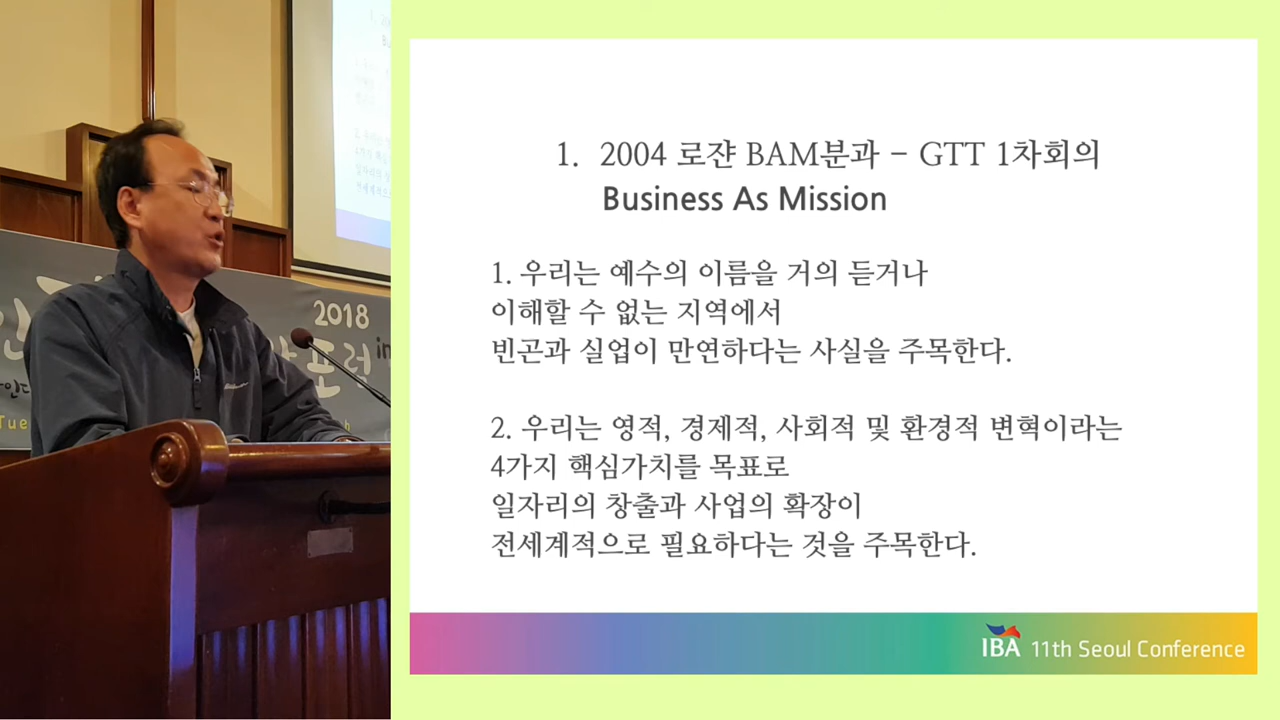 1. 2004 로잔 BAM분과 – GTT 1차회의
Business As Mission
1. 우리는 예수의 이름을 거의 듣거나
이해할 수 없는 지역에서
빈곤과 실업이 만연하다는 사실을 주목한다.
2. 우리는 영적, 경제적, 사회적 및 환경적 변혁이라는
4가지 핵심가치를 목표로
일자리의 창출과 사업의 확장이
전세계적으로 필요하다는 것을 주목한다.
IBA 11th Seoul Conference
2018
포럼 in
Tue